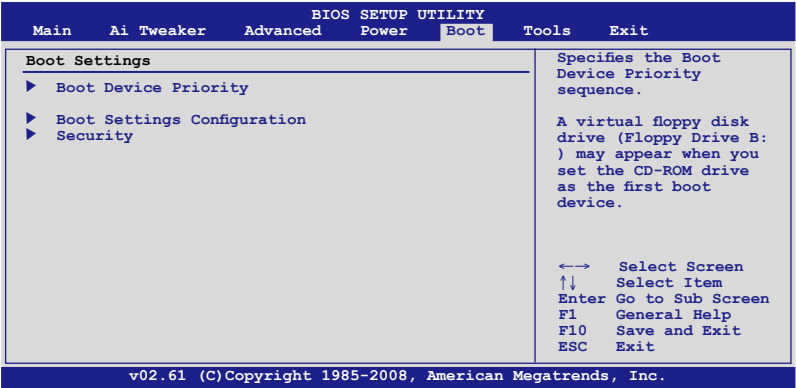 BIOS SETUP UTILITY
Main Ai Tweaker Advanced Power Boot Tools Exit
Boot Settings
Boot Device Priority
Boot Settings Configuration
Security
Specifies the Boot
Device Priority
sequence.
A virtual floppy disk
drive (Floppy Drive B:
) may appear when you
set the CD-ROM drive
as the first boot
device.
←→ Select Screen
↑↓ Select Item
Enter Go to Sub Screen
F1 General Help
F10 Save and Exit
ESC Exit
v02.61 (C)Copyright 1985-2008, American Megatrends, Inc.